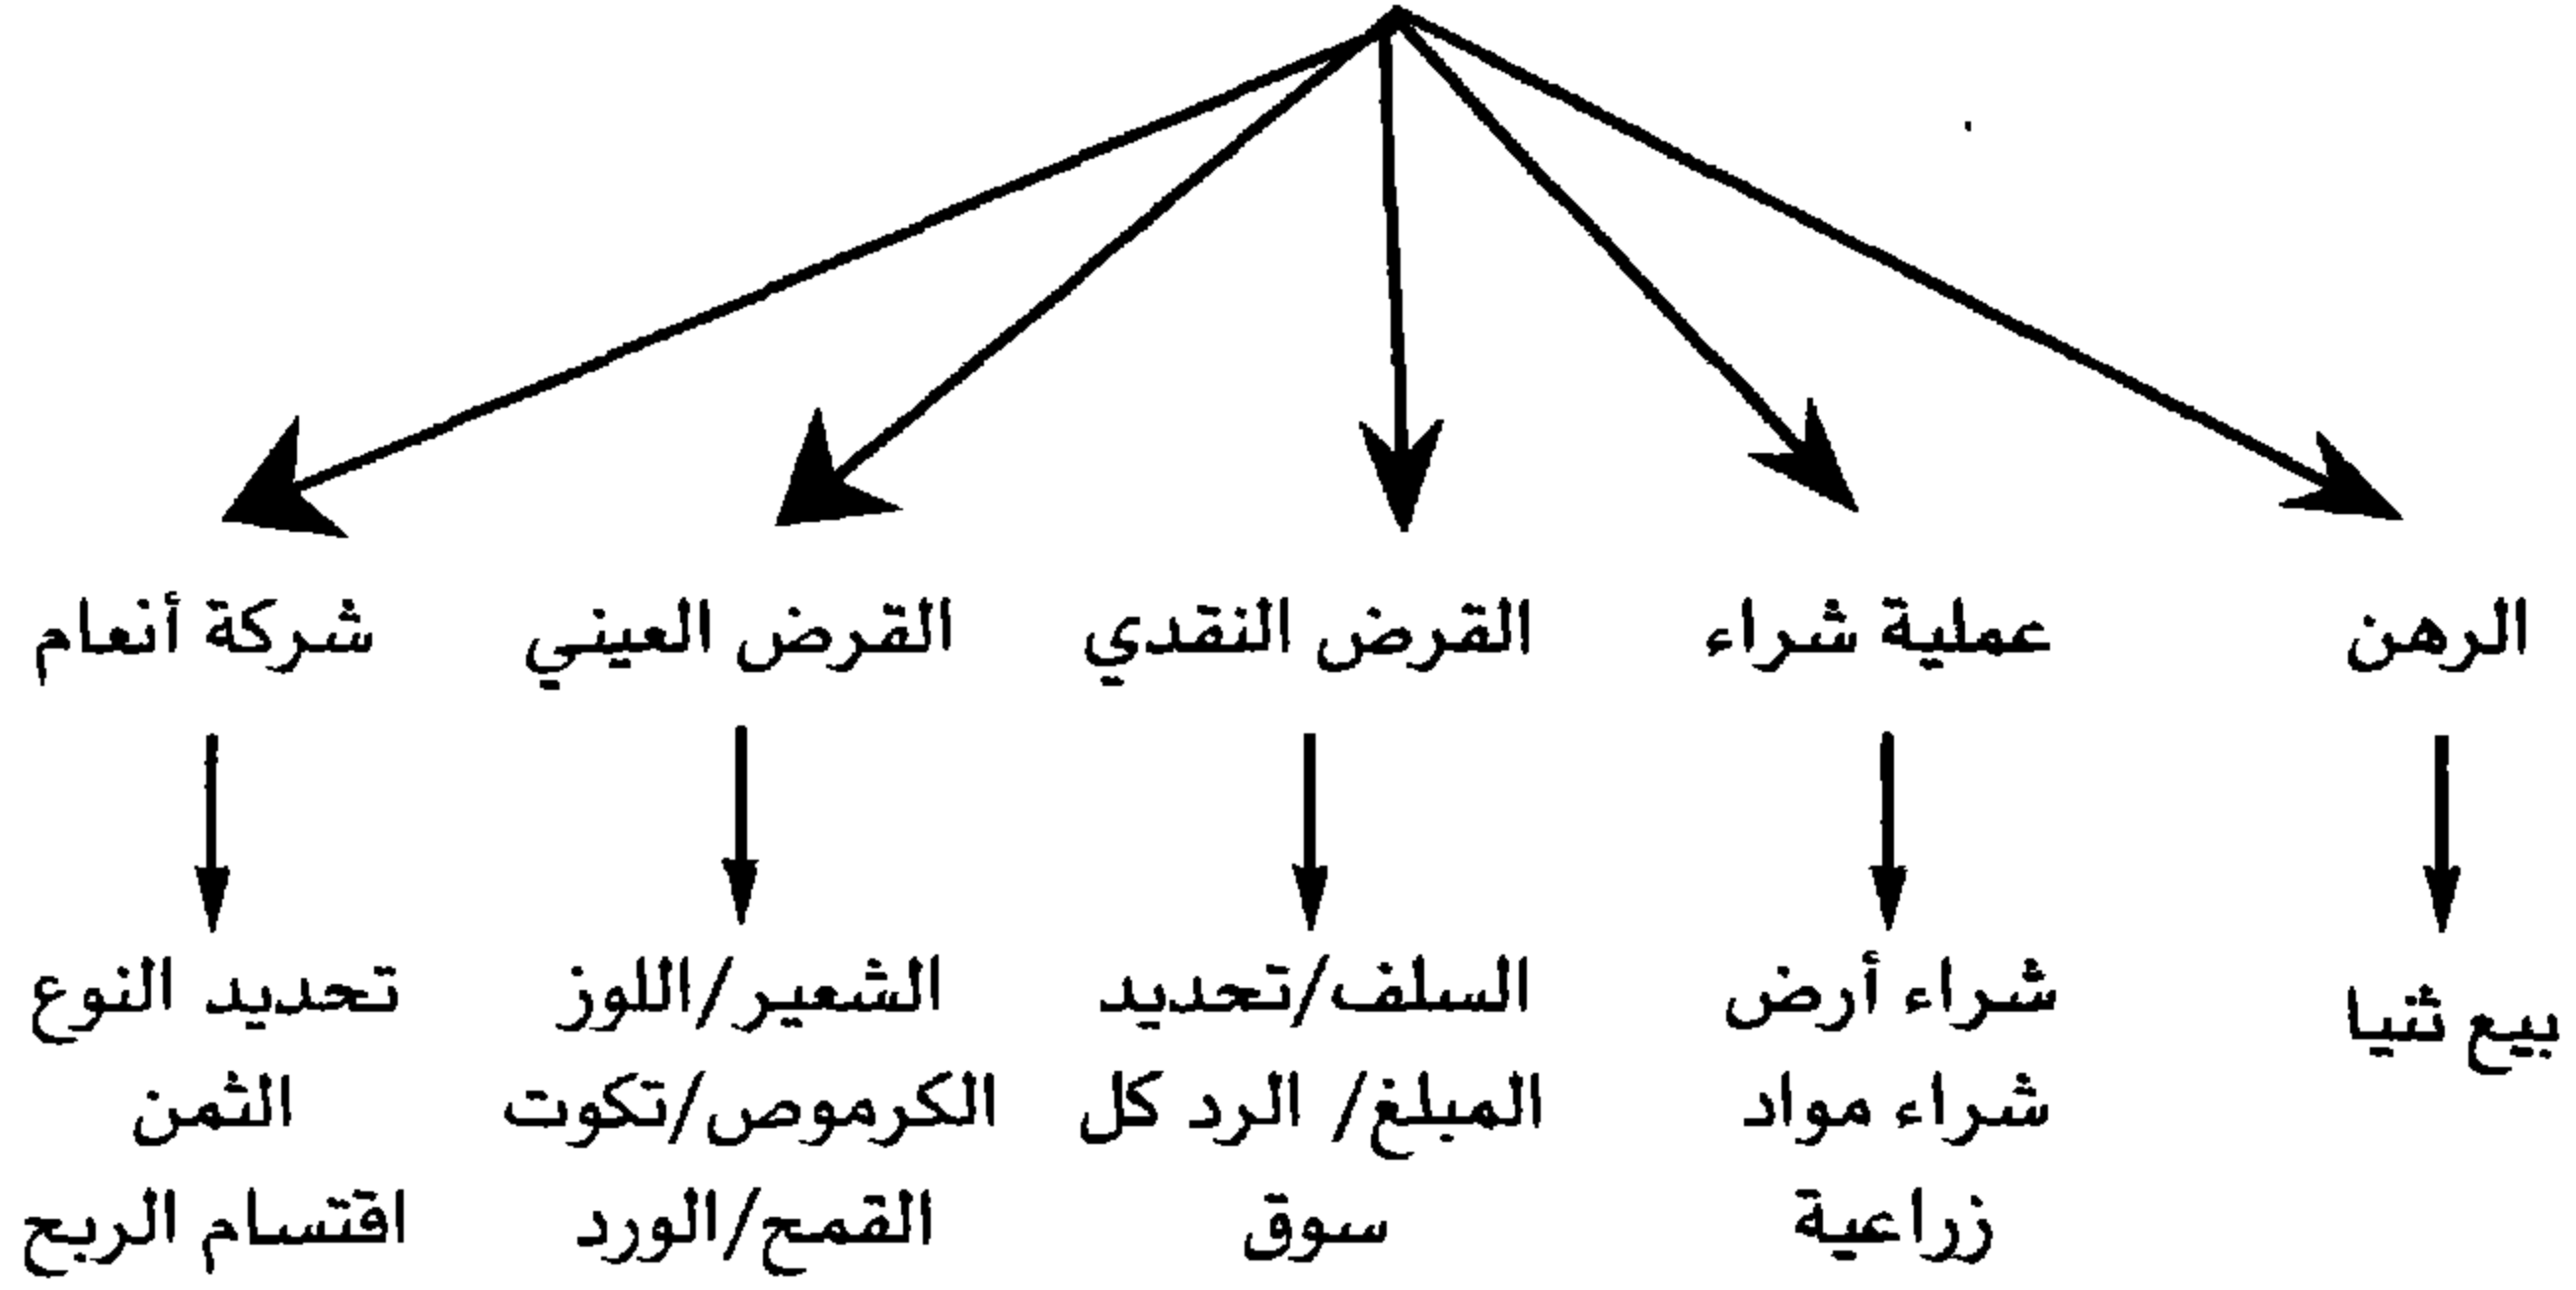 الرهن
عملية شراء
القرض النقدي
القرض العيني
شركة أنعام
بيع ثنيا
شراء أرض
شراء مواد
زراعية
السلف/تحديد
المبلغ/ الرد كل
سوق
الشعير/اللوز
الكرموص/تكوت
القمح/الورد
تحديد النوع
الثمن
اقتسام الربح